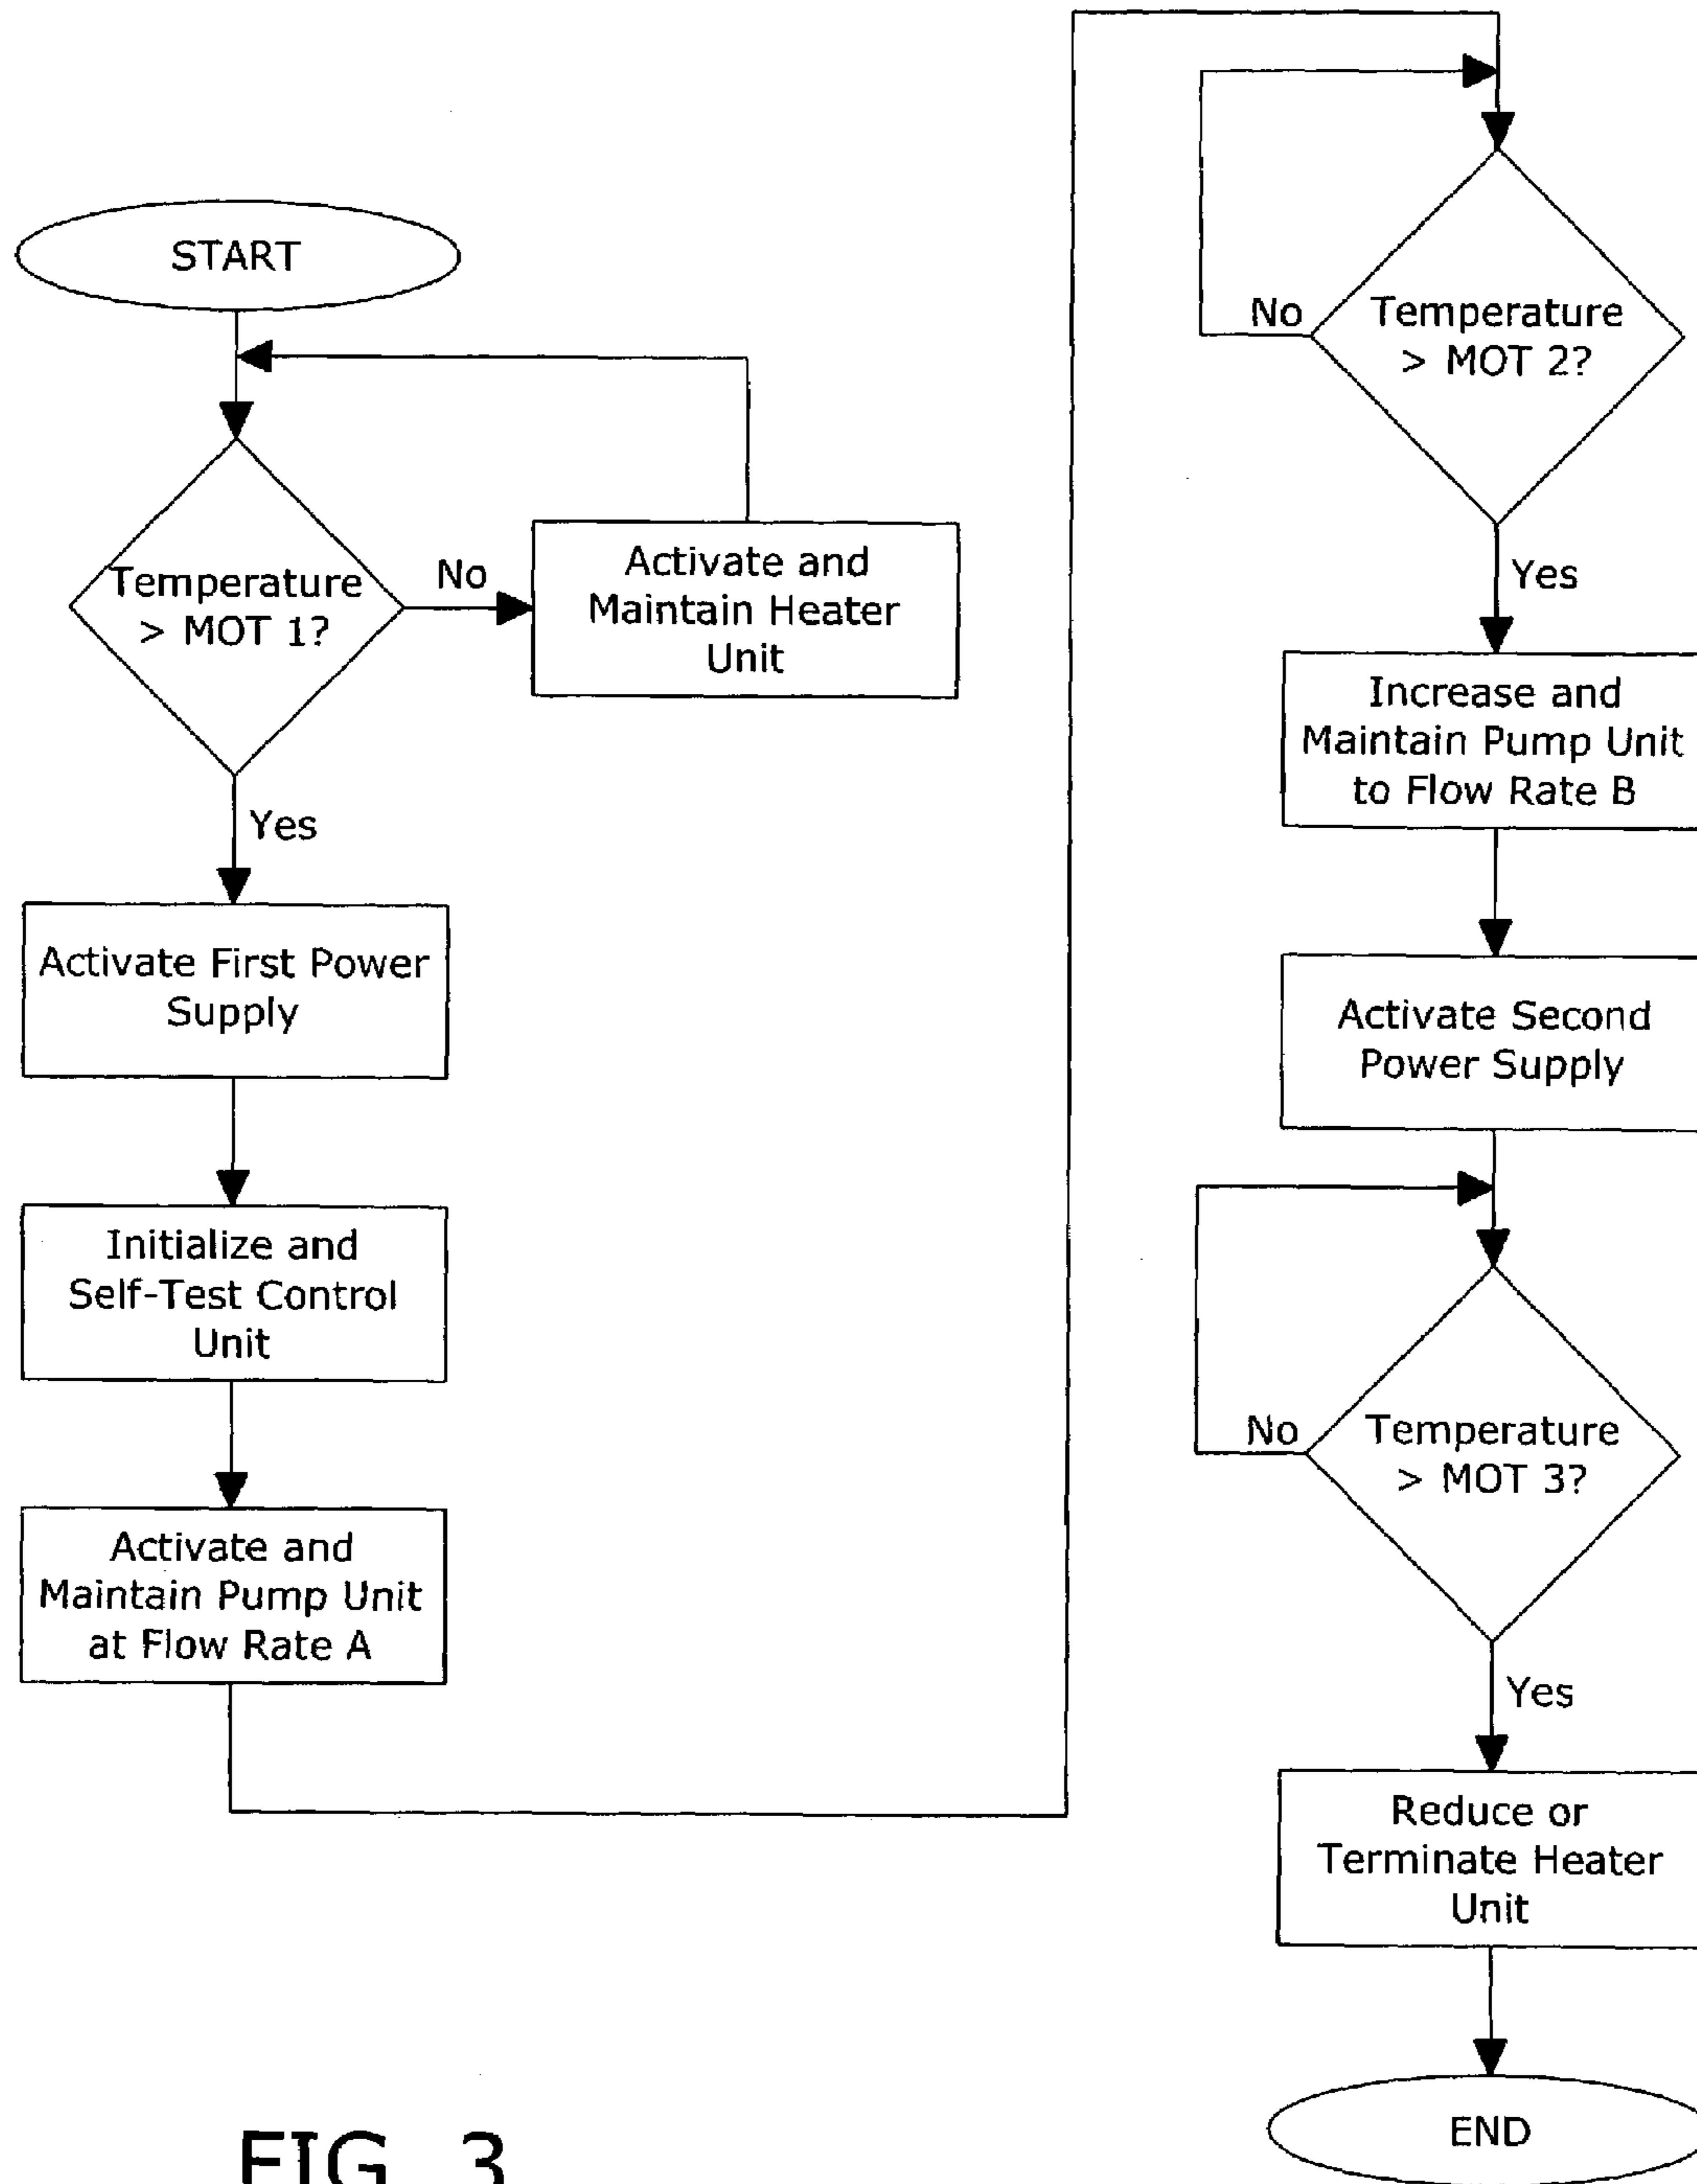 START
Temperature
> MOT 1?
No
Activate and
Maintain Heater
Unit
Yes
Activate First Power
Supply
Initialize and
Self-Test Control
Unit
Activate and
Maintain Pump Unit
at Flow Rate A
Temperature
> MOT 2?
No
Yes
Increase and
Maintain Pump Unit
to Flow Rate B
Activate Second
Power Supply
Temperature
> MOT 3?
No
Yes
Reduce or
Terminate Heater
Unit
END
FIG. 3